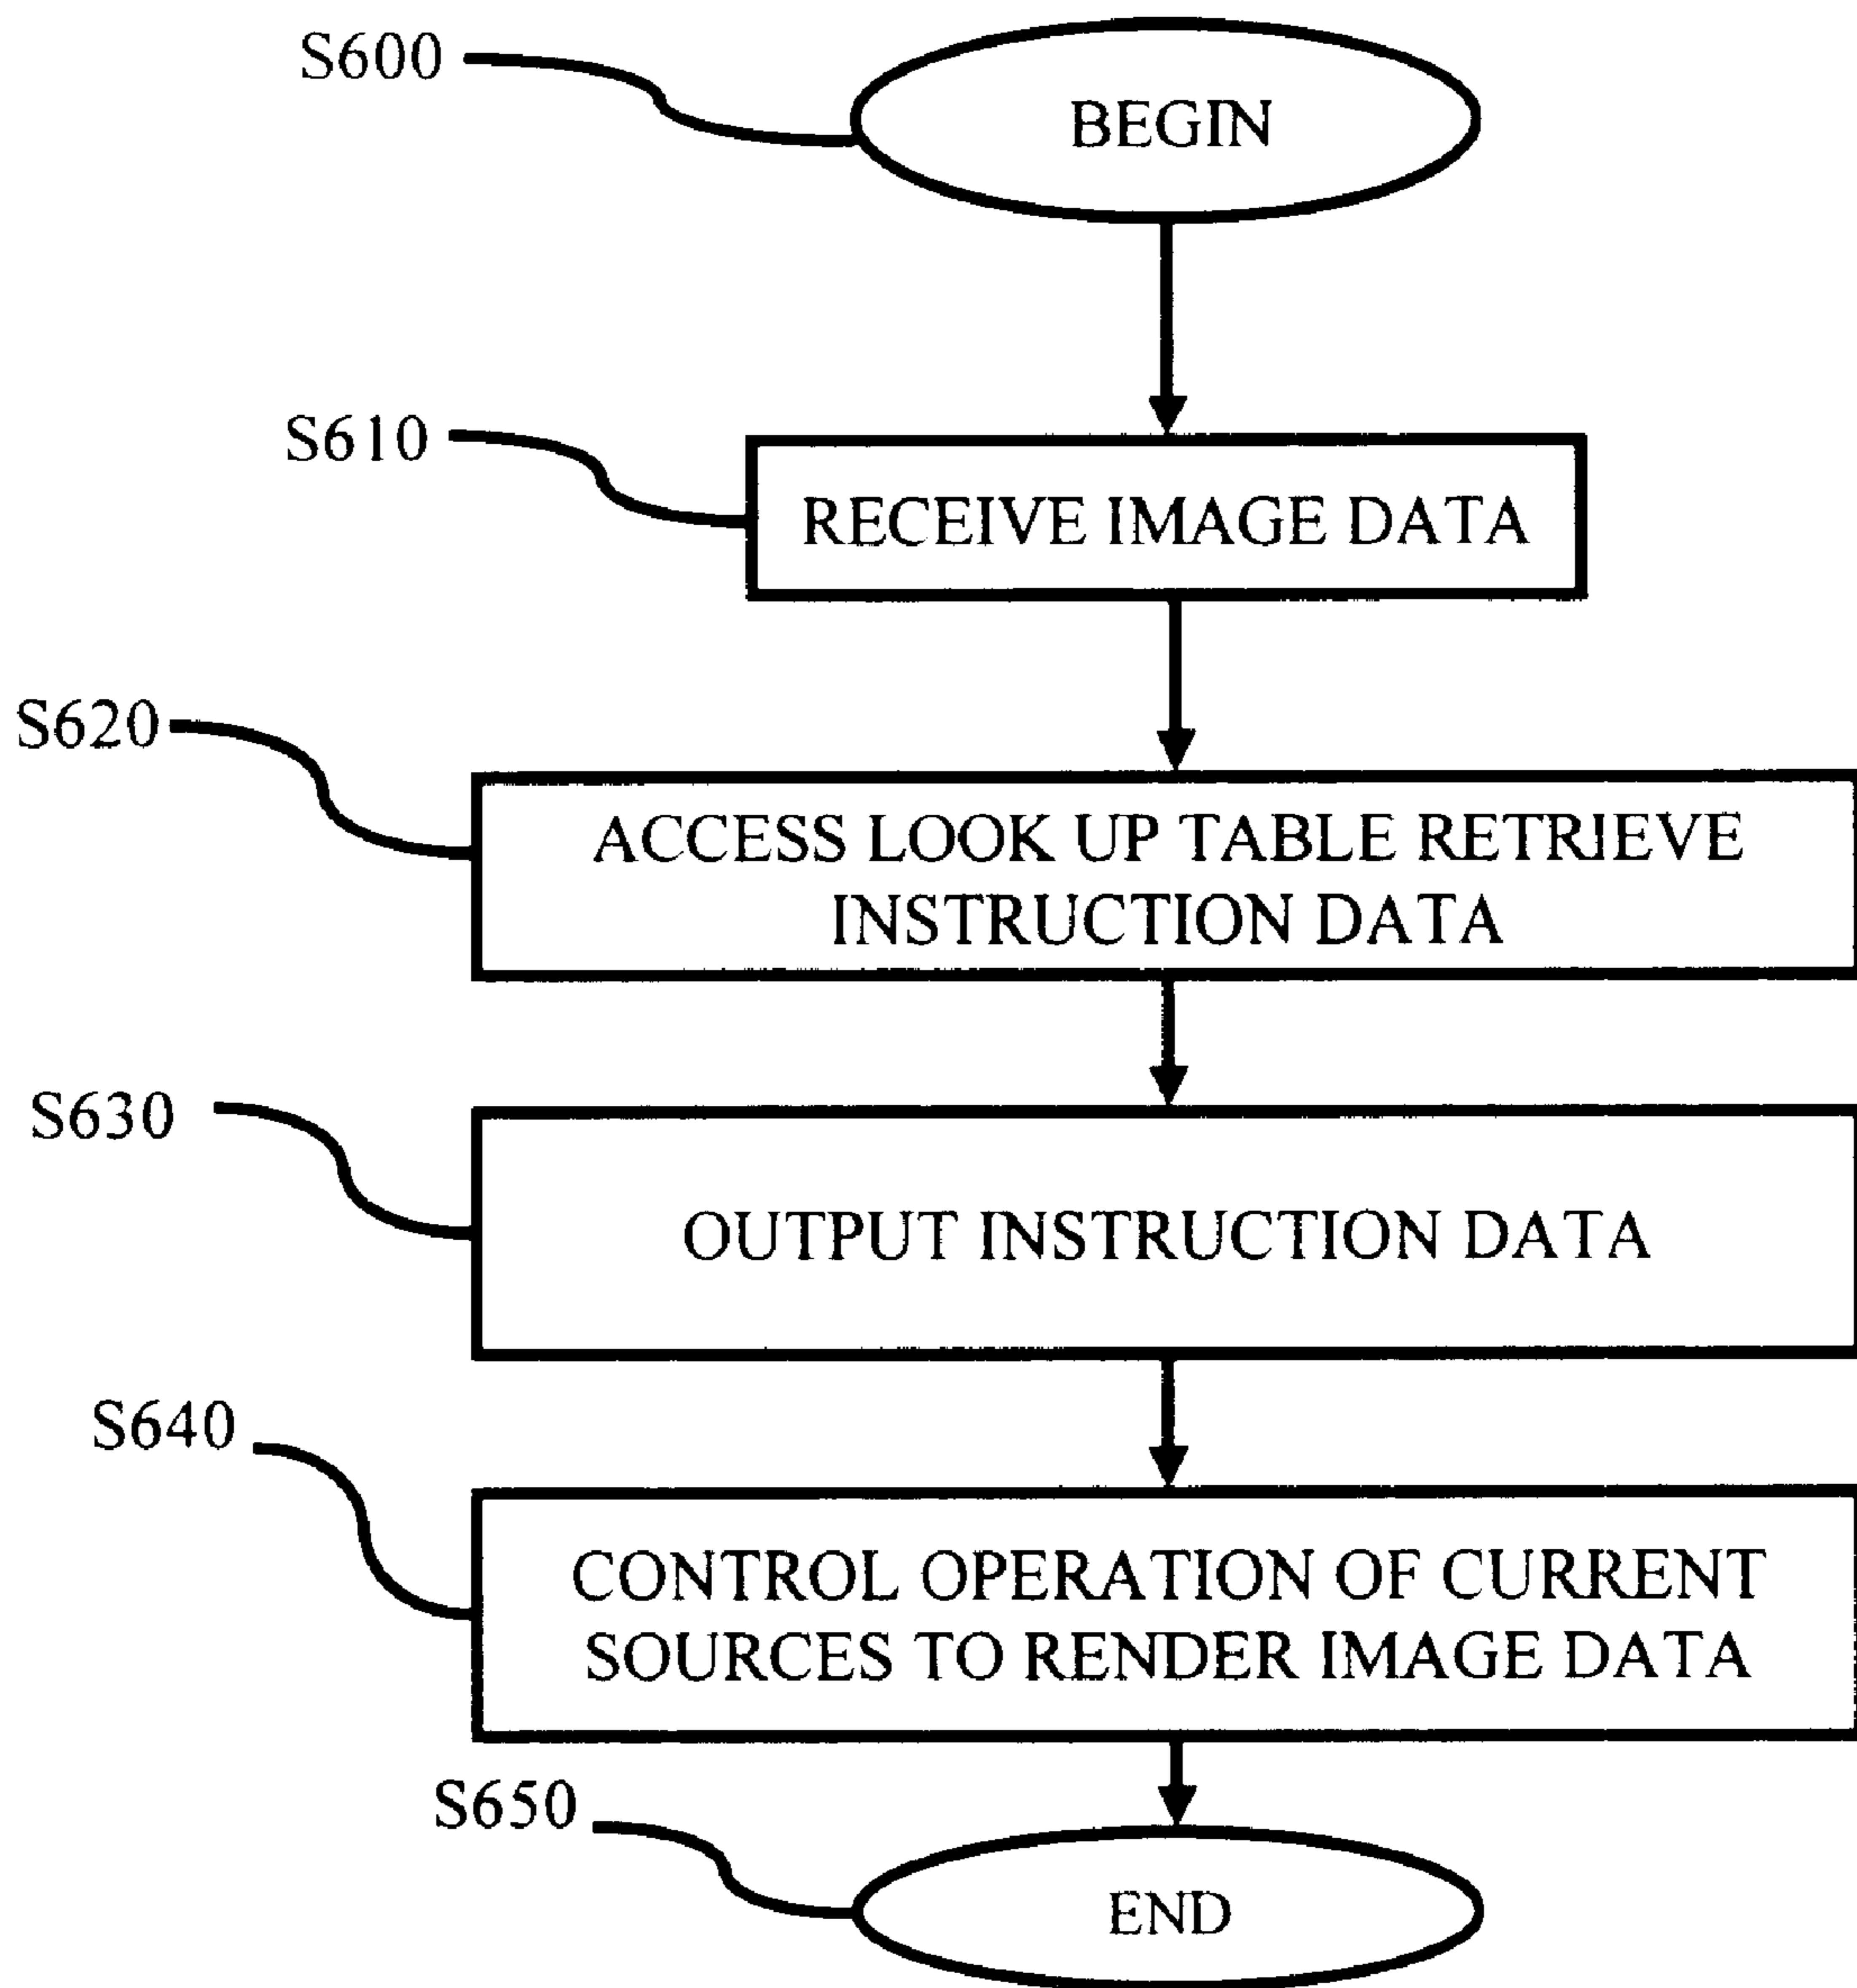 S600
BEGIN
S610
RECEIVE IMAGE DATA
S620
ACCESS LOOK UP TABLE RETRIEVE
INSTRUCTION DATA
S630
OUTPUT INSTRUCTION DATA
S640
CONTROL OPERATION OF CURRENT
SOURCES TO RENDER IMAGE DATA
S650
END